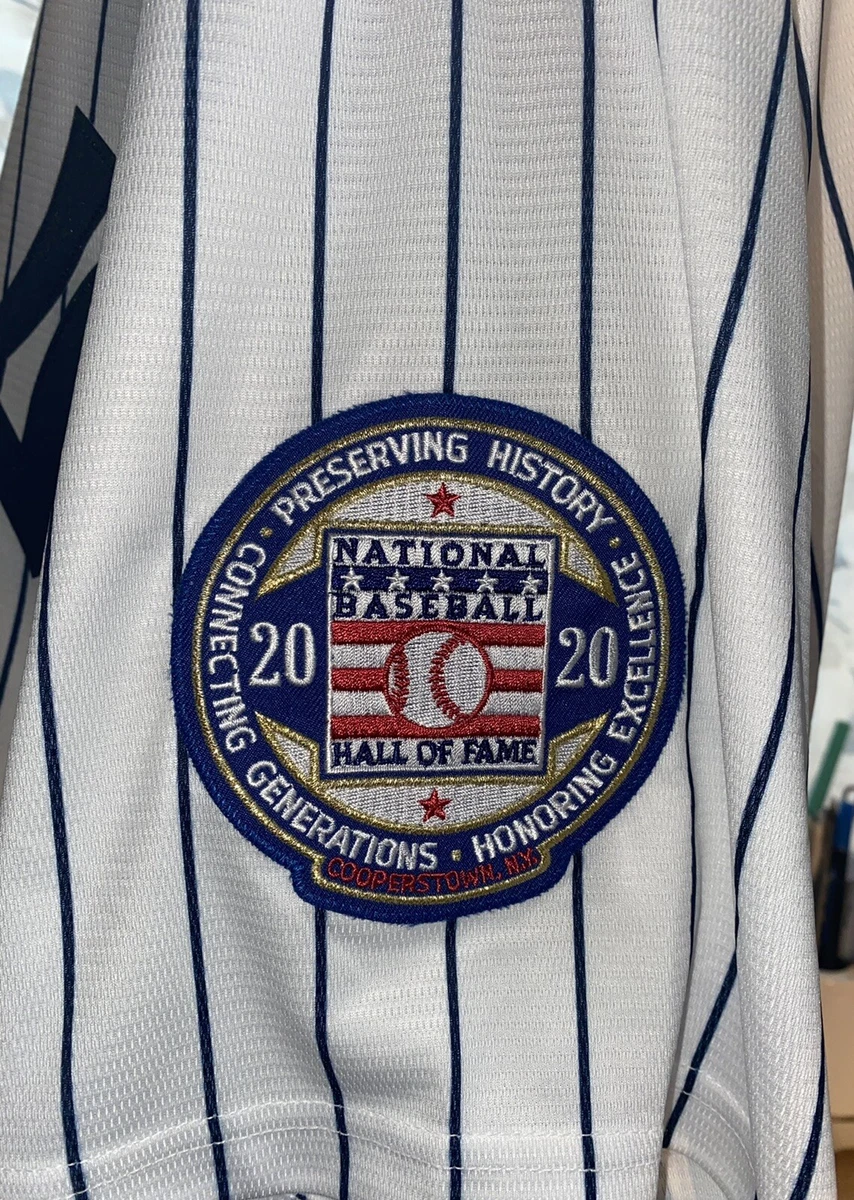 PRESERVING HISTORY
NATIONAL
BASEBALL
20 20
HALL OF FAME
CONNECTING GENERATIONS · HONORING EXCELLENCE
COOPERSTOWN, N.Y.